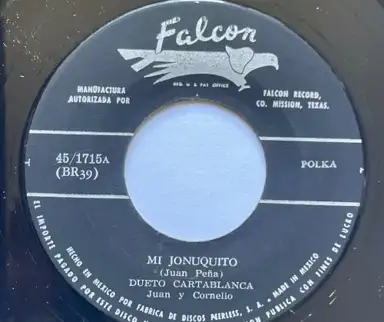 Falcon
REG. U S PAT OFFICE
MANUFACTURA
AUTORIZADA POR
FALCON RECORD,
CO. MISSION, TEXAS.
45/1715A
(BR39)
POLKA
MI JONUQUITO
(Juan Peña)
DUETO CARTABLANCA
Juan y Cornelio
HECHO EN MEXICO POR FABRICA DE DISCOS PEERLESS, S. A. - MADE IN MEXICO
EL IMPORTE PAGADO POR ESTE DISCO
PUBLICA CON FINES DE LUCRO